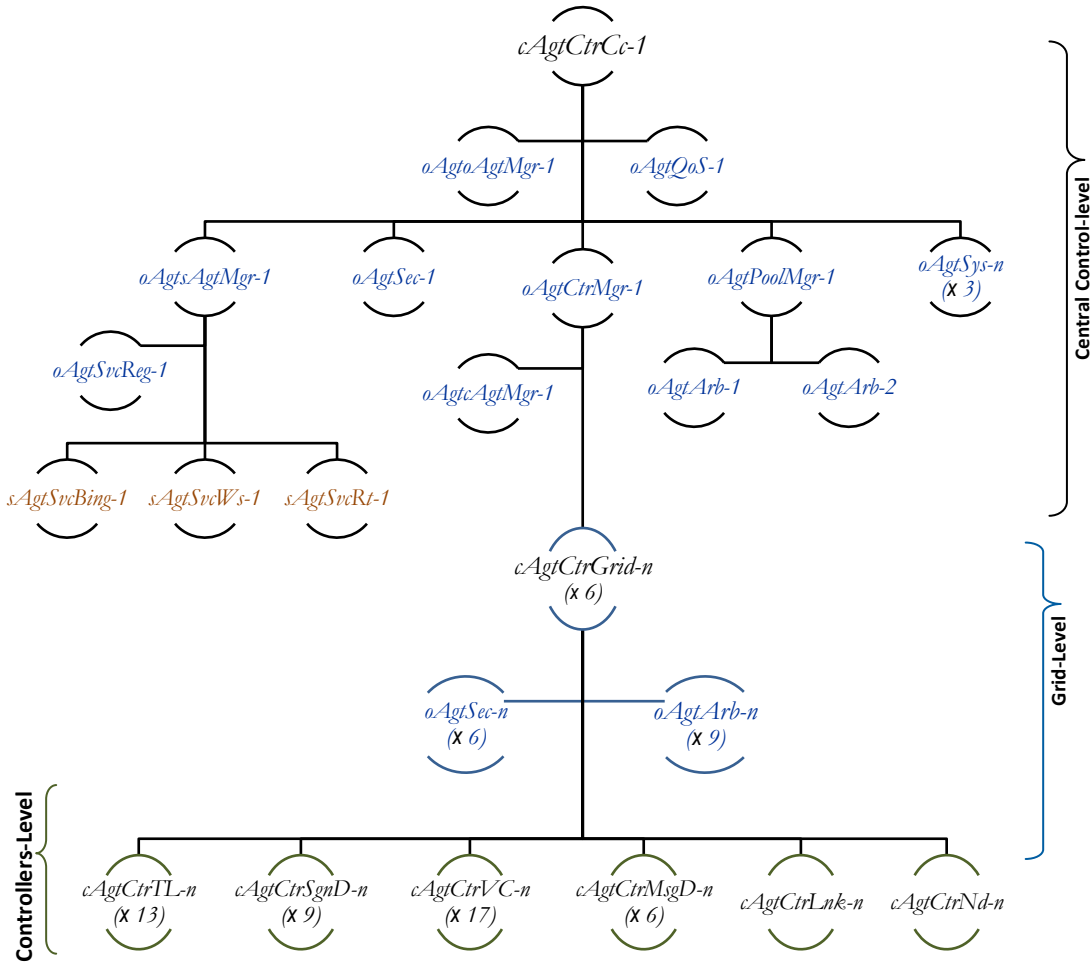 cAgtCtrCc-1
oAgtoAgtMgr-1
oAgtQoS-1
oAgtsAgtMgr-1
oAgtSec-1
oAgtCtrMgr-1
oAgtPoolMgr-1
oAgtSys-n
(x 3)
oAgtSvcReg-1
oAgtcAgtMgr-1
oAgtArb-1
oAgtArb-2
sAgtSvcBing-1
sAgtSvcWs-1
sAgtSvcRt-1
Central Control-level
cAgtCtrGrid-n
(x 6)
oAgtSec-n
(x 6)
oAgtArb-n
(x 9)
Grid-Level
Controllers-Level
cAgtCtrTL-n
(x 13)
cAgtCtrSgnD-n
(x 9)
cAgtCtrVC-n
(x 17)
cAgtCtrMsgD-n
(x 6)
cAgtCtrLnk-n
cAgtCtrNd-n